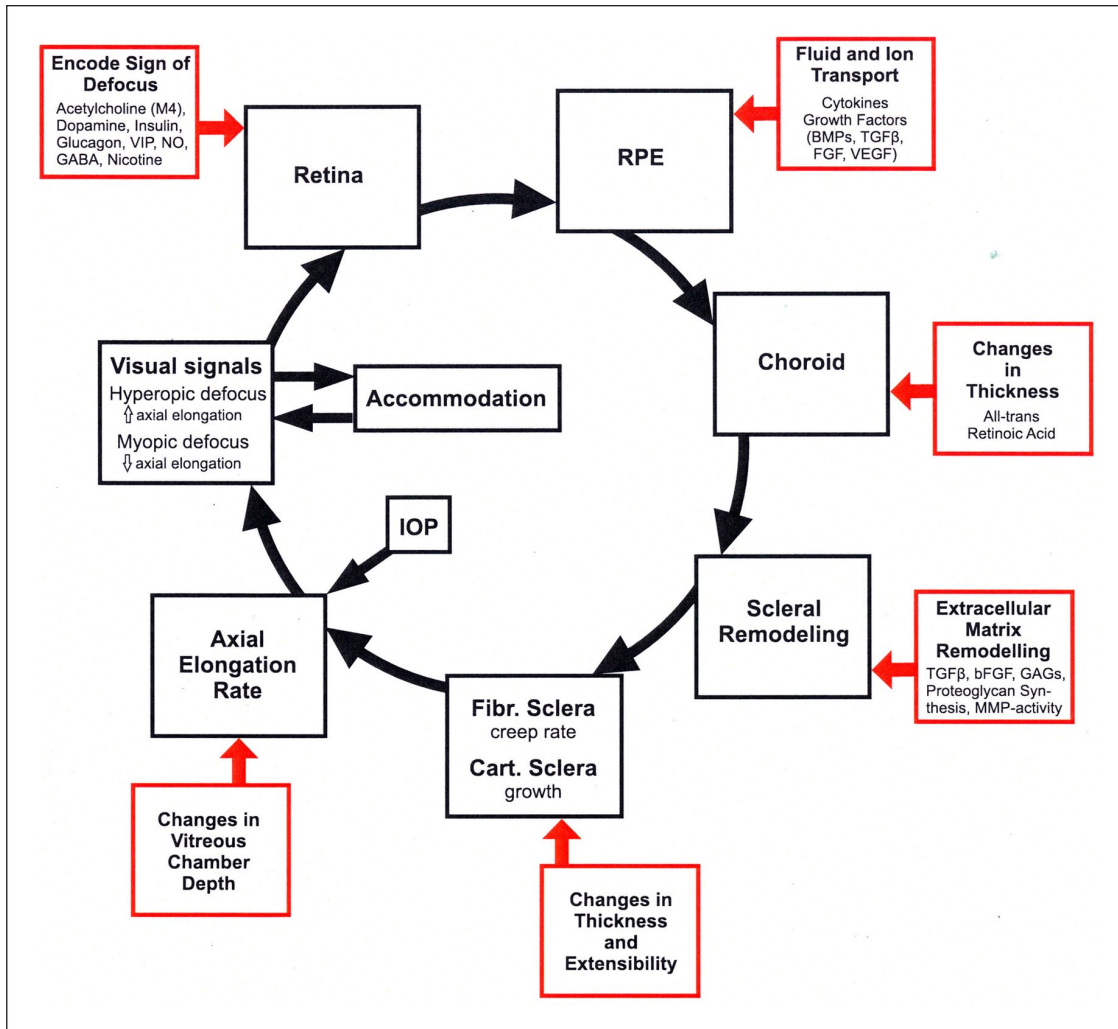 Encode Sign of
Defocus
Acetylcholine (M4),
Dopamine, Insulin,
Glucagon, VIP, NO,
GABA, Nicotine
Retina
RPE
Fluid and Ion
Transport
Cytokines
Growth Factors
(BMPs, TGFβ,
FGF, VEGF)
Visual signals
Hyperopic defocus
⇧ axial elongation
Myopic defocus
⇩ axial elongation
Accommodation
Choroid
Changes
in
Thickness
All-trans
Retinoic Acid
IOP
Axial
Elongation
Rate
Scleral
Remodeling
Extracellular
Matrix
Remodelling
TGFβ, bFGF, GAGs,
Proteoglycan Syn-
thesis, MMP-activity
Fibr. Sclera
creep rate
Cart. Sclera
growth
Changes in
Vitreous
Chamber
Depth
Changes in
Thickness
and
Extensibility